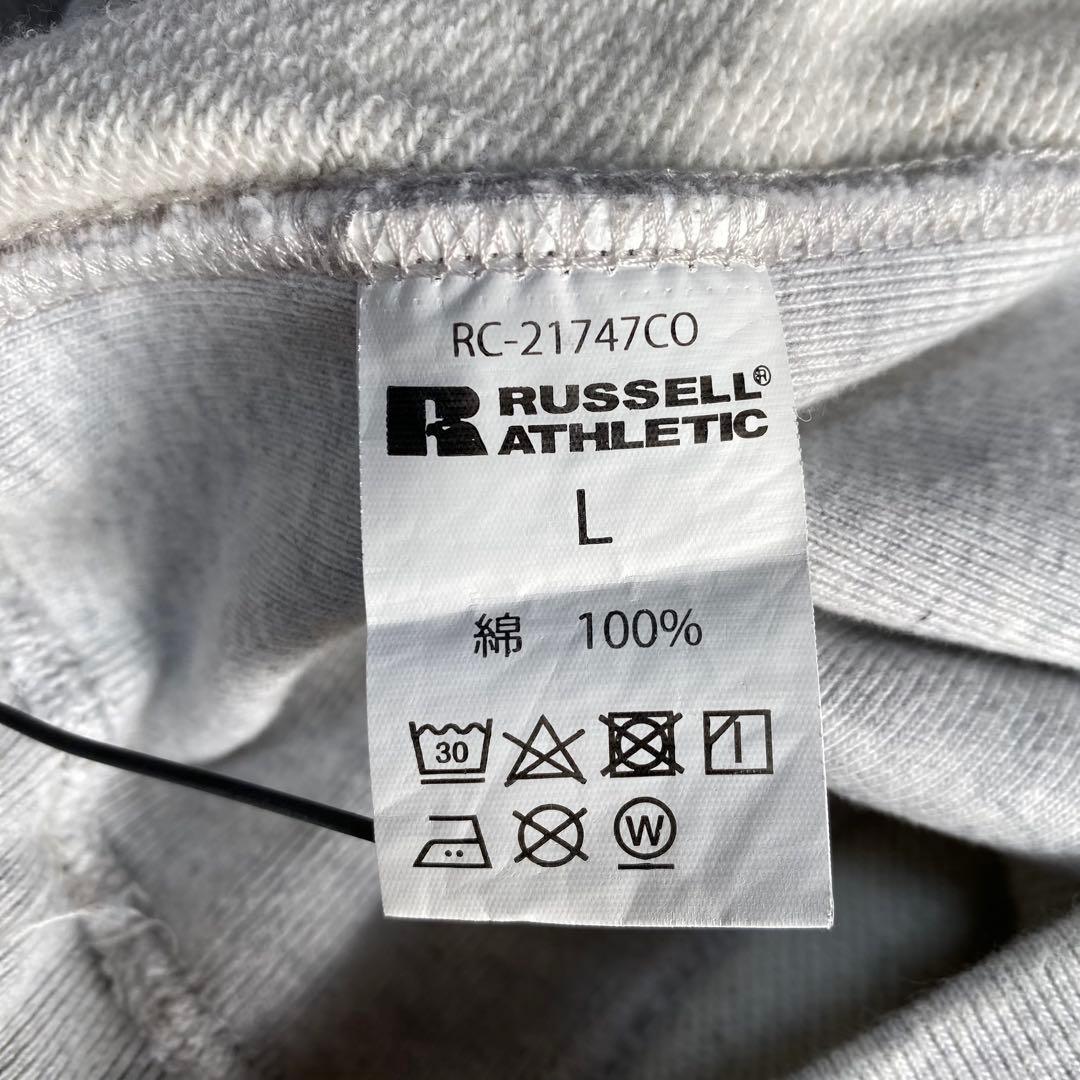 RC-21747CO
RUSSELL®
ATHLETIC
L
綿 100%
30
W